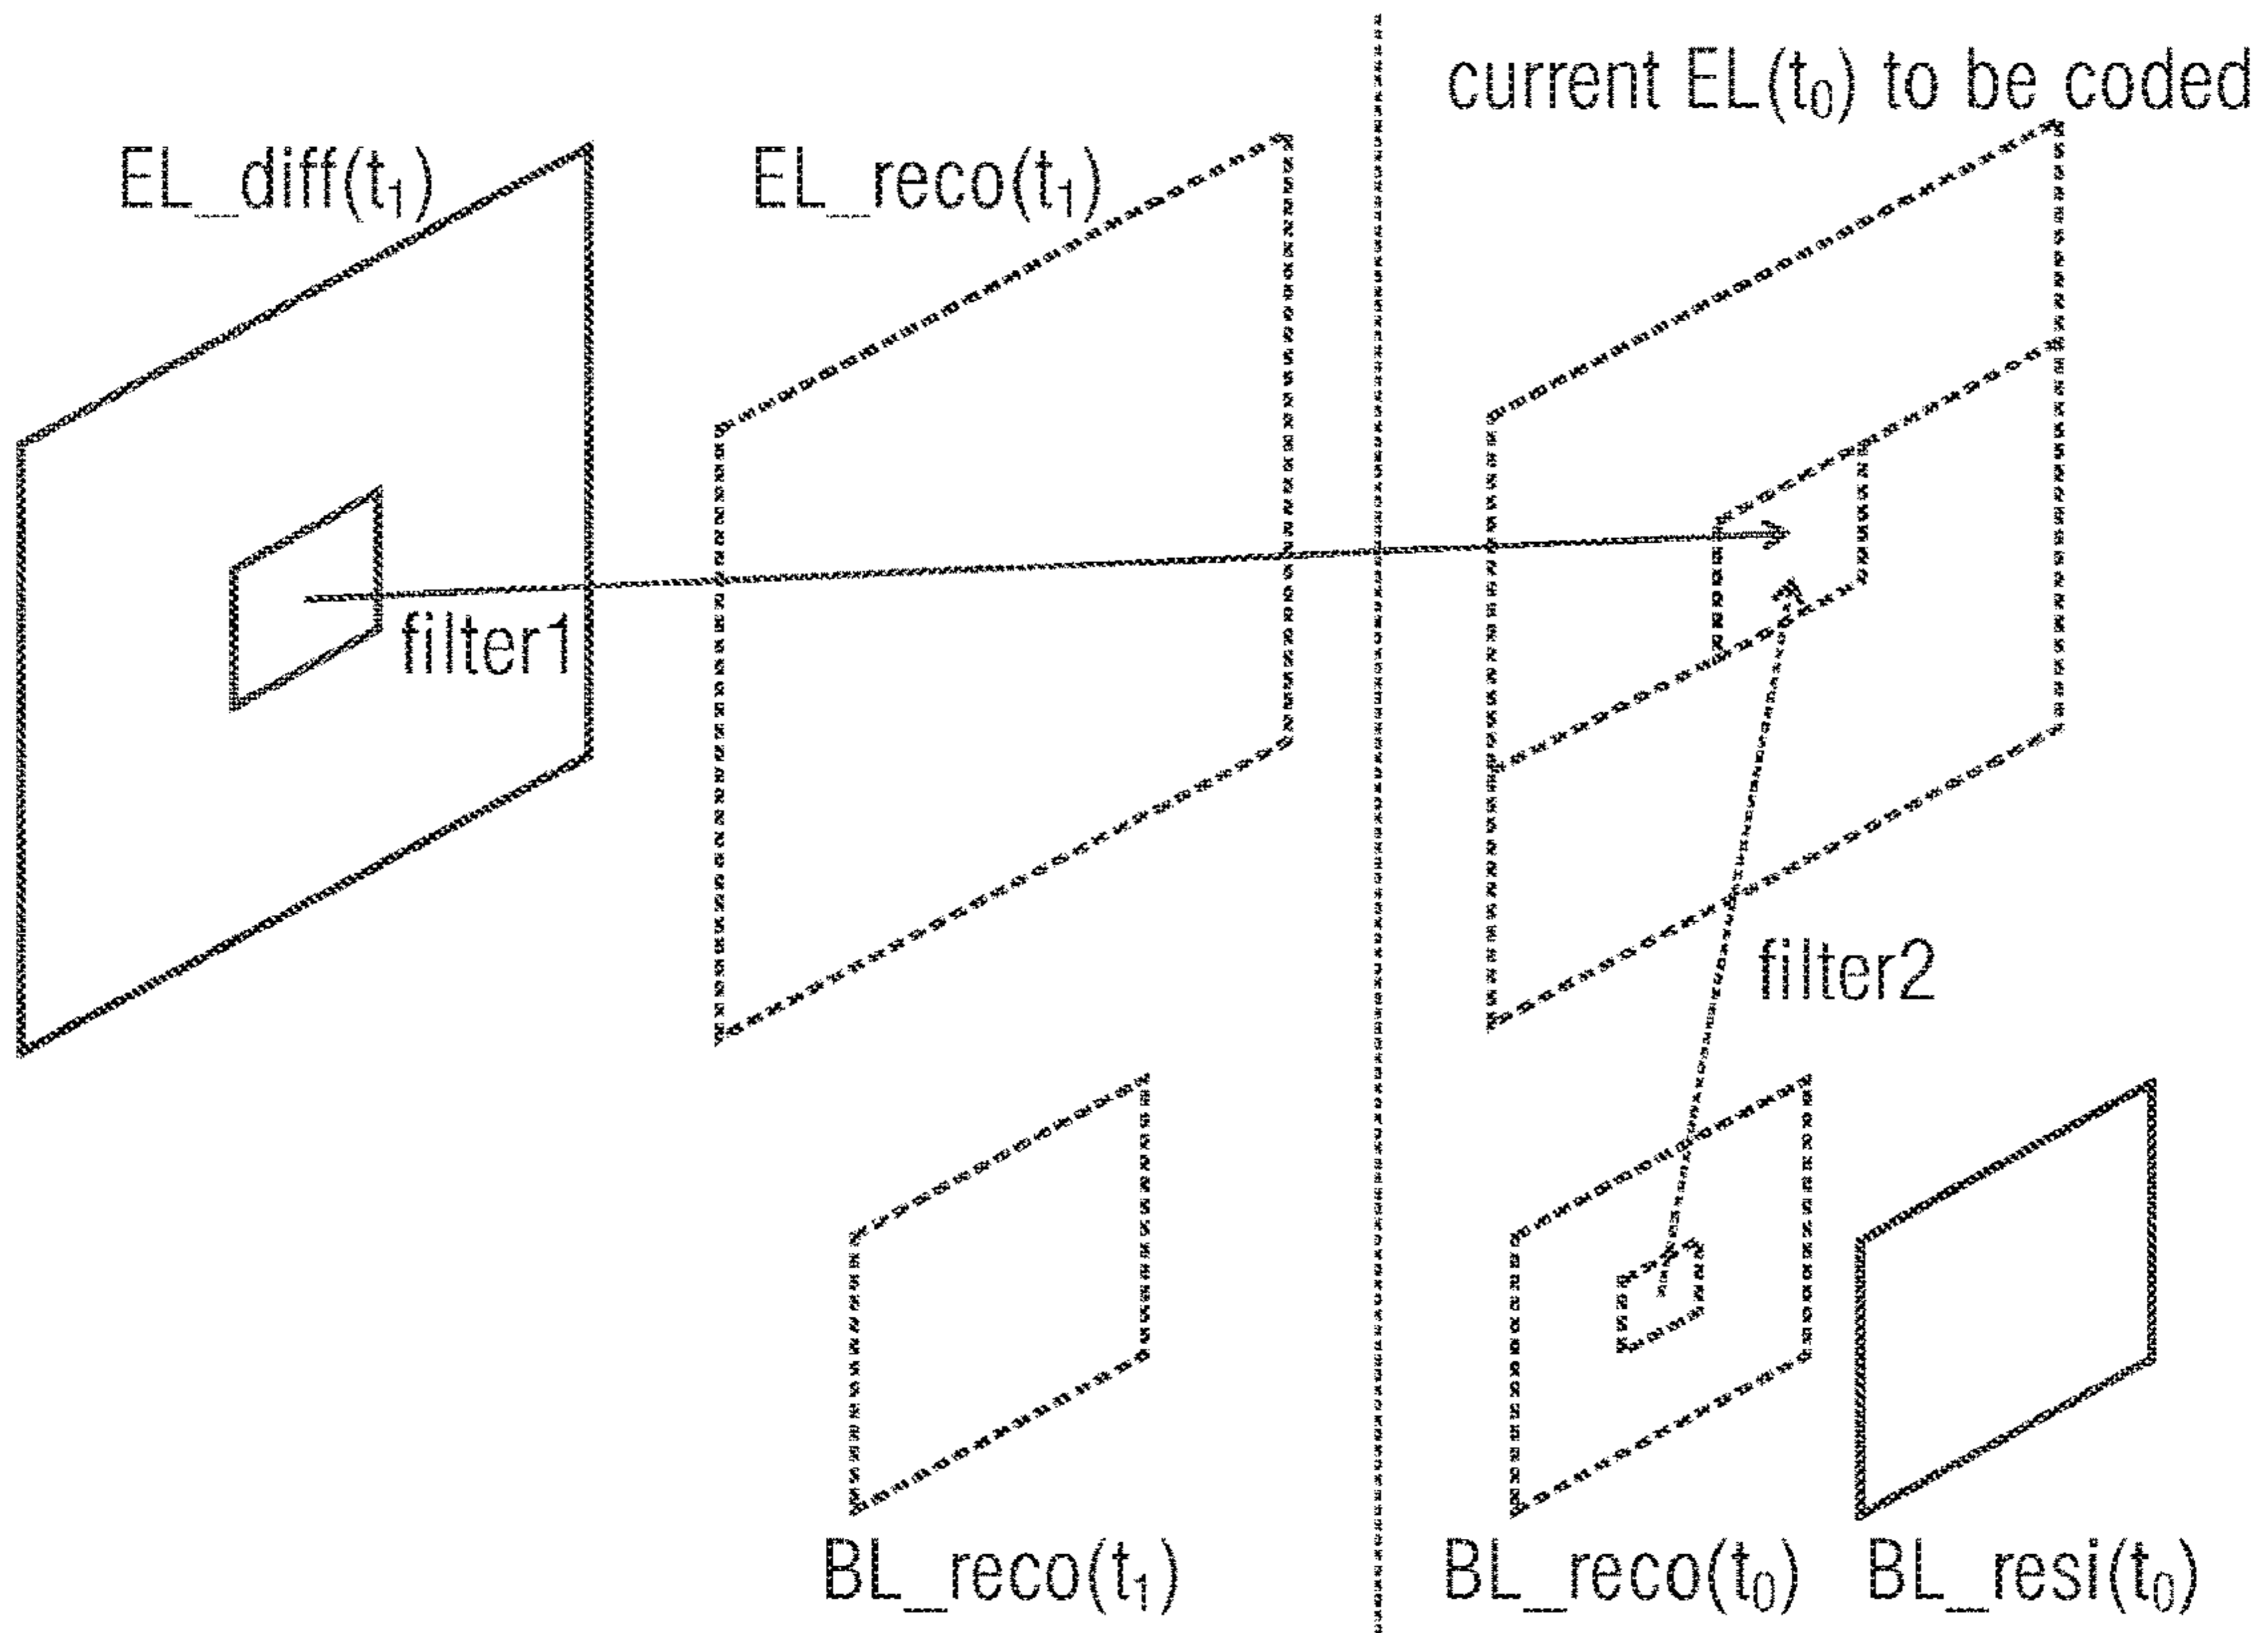 current EL(t₀) to be coded
EL_diff(t₁)
EL_reco(t₁)
filter1
filter2
BL_reco(t₁)
BL_reco(t₀)
BL_resi(t₀)